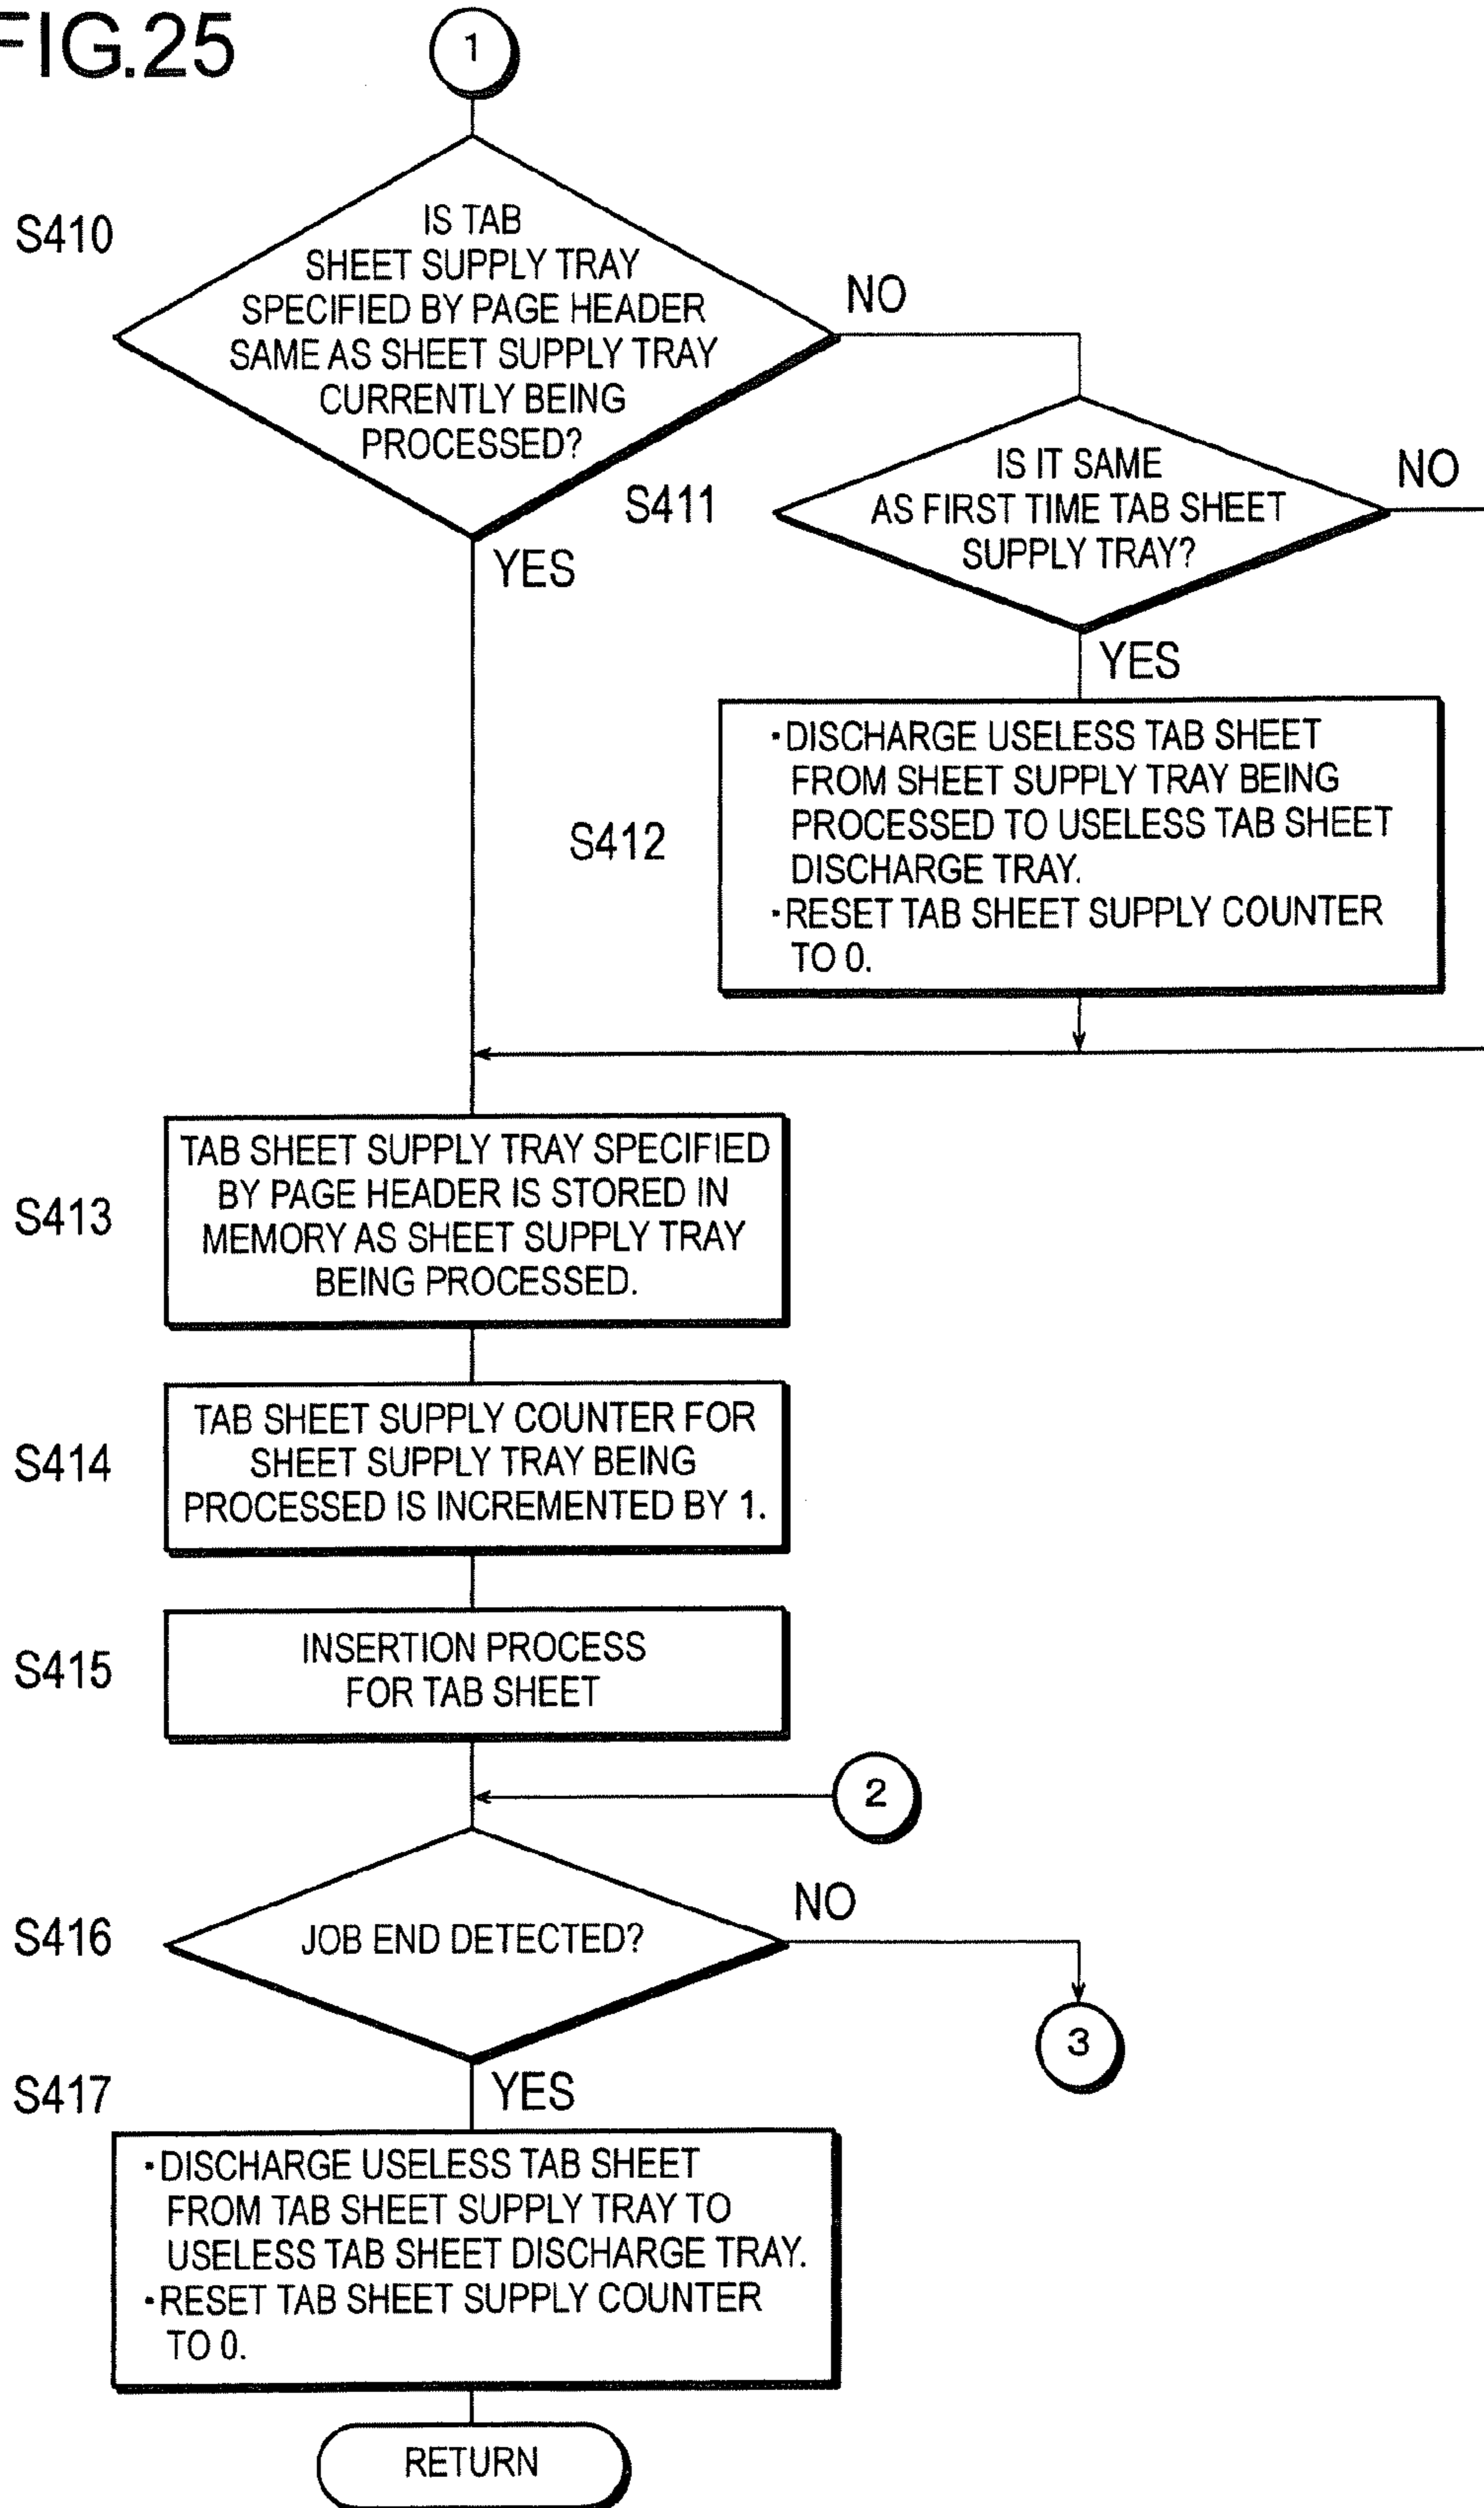 FIG.25
1
S410
IS TAB
SHEET SUPPLY TRAY
SPECIFIED BY PAGE HEADER
SAME AS SHEET SUPPLY TRAY
CURRENTLY BEING
PROCESSED?
NO
YES
S411
IS IT SAME
AS FIRST TIME TAB SHEET
SUPPLY TRAY?
NO
YES
S412
・DISCHARGE USELESS TAB SHEET
FROM SHEET SUPPLY TRAY BEING
PROCESSED TO USELESS TAB SHEET
DISCHARGE TRAY.
・RESET TAB SHEET SUPPLY COUNTER
TO 0.
S413
TAB SHEET SUPPLY TRAY SPECIFIED
BY PAGE HEADER IS STORED IN
MEMORY AS SHEET SUPPLY TRAY
BEING PROCESSED.
S414
TAB SHEET SUPPLY COUNTER FOR
SHEET SUPPLY TRAY BEING
PROCESSED IS INCREMENTED BY 1.
S415
INSERTION PROCESS
FOR TAB SHEET
2
S416
JOB END DETECTED?
NO
3
YES
S417
・DISCHARGE USELESS TAB SHEET
FROM TAB SHEET SUPPLY TRAY TO
USELESS TAB SHEET DISCHARGE TRAY.
・RESET TAB SHEET SUPPLY COUNTER
TO 0.
RETURN